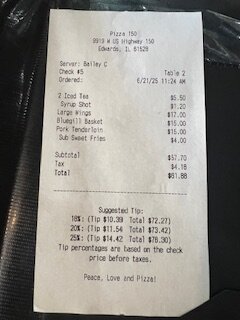 Pizza 150
9919 W US Highway 150
Edwards, IL 61528
Server: Bailey C
Check #5 Table 2
Ordered: 6/21/25 11:24 AM
2 Iced Tea $5.50
Syrup Shot $1.20
Large Wings $17.00
Bluegill Basket $15.00
Pork Tenderloin $15.00
Sub Sweet Fries $4.00
Subtotal $57.70
Tax $4.18
Total $61.88
Suggested Tip:
18%: (Tip $10.39 Total $72.27)
20%: (Tip $11.54 Total $73.42)
25%: (Tip $14.42 Total $76.30)
Tip percentages are based on the check
price before taxes.
Peace, Love and Pizza!